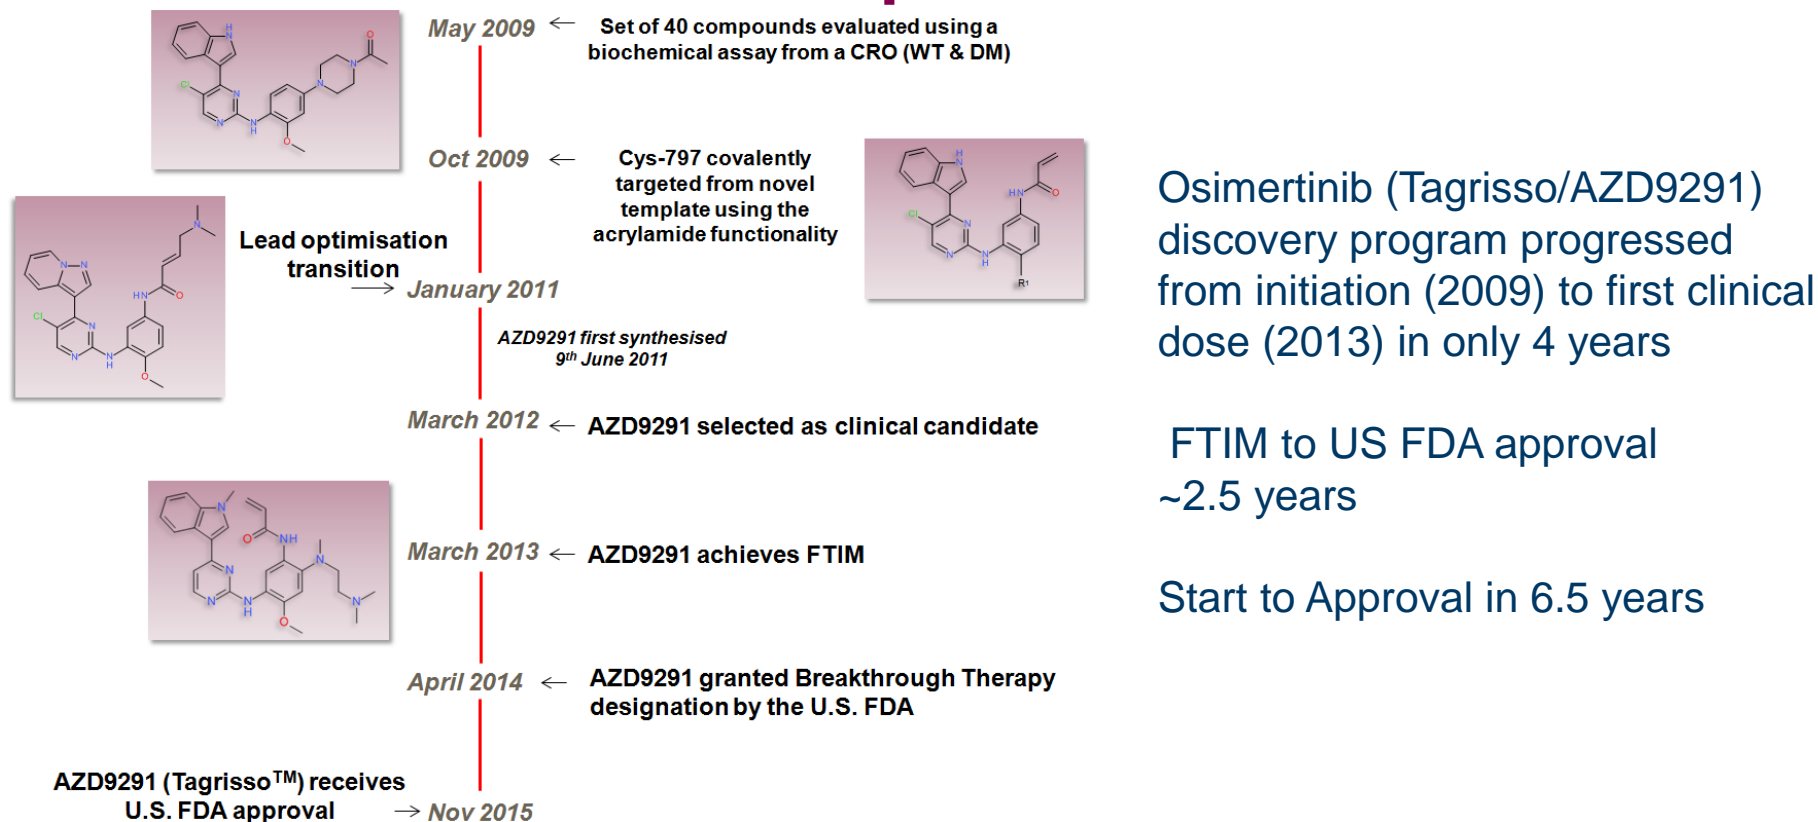 May 2009
Set of 40 compounds evaluated using a
biochemical assay from a CRO (WT & DM)
Oct 2009
Cys-797 covalently
targeted from novel
template using the
acrylamide functionality
Lead optimisation
transition
January 2011
AZD9291 first synthesised
9th June 2011
March 2012
AZD9291 selected as clinical candidate
March 2013
AZD9291 achieves FTIM
April 2014
AZD9291 granted Breakthrough Therapy
designation by the U.S. FDA
AZD9291 (Tagrisso™) receives
U.S. FDA approval
Nov 2015
Osimertinib (Tagrisso/AZD9291)
discovery program progressed
from initiation (2009) to first clinical
dose (2013) in only 4 years
FTIM to US FDA approval
~2.5 years
Start to Approval in 6.5 years